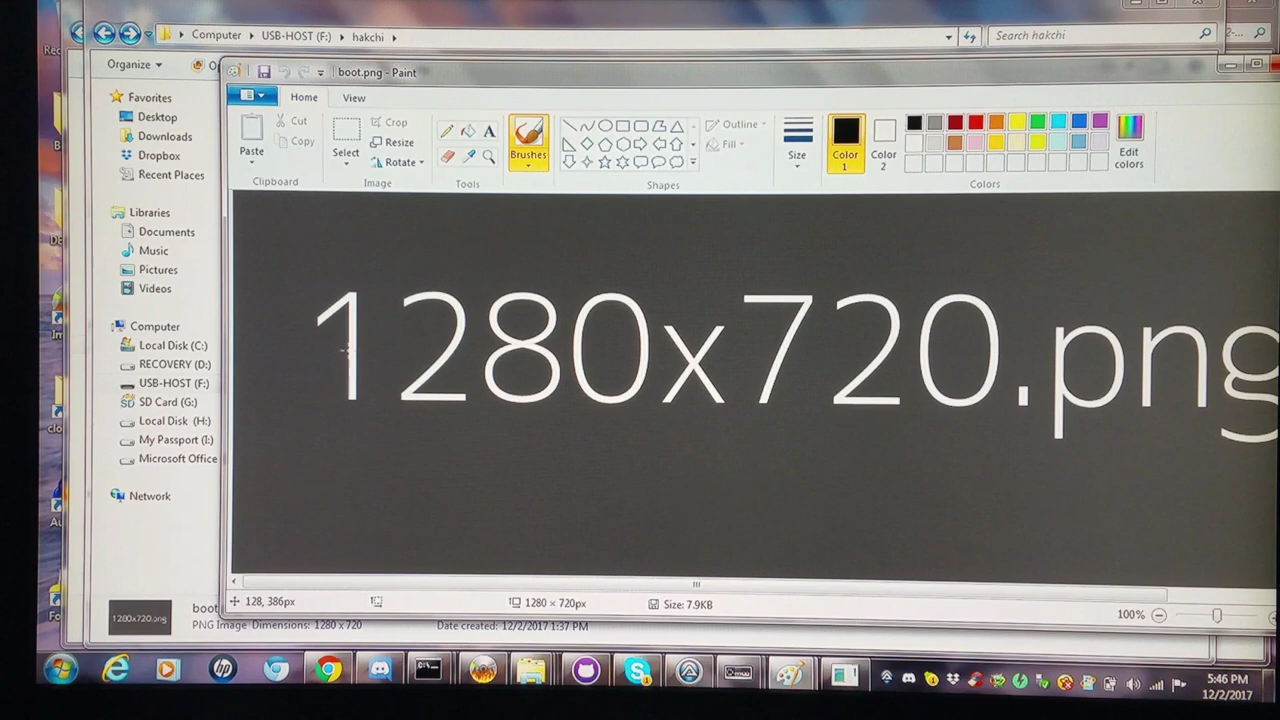 Computer USB-HOST (F:) hakchi
Search hakchi
Organize
boot.png - Paint
Home View
Favorites
Desktop
Downloads
Dropbox
Recent Places
Libraries
Documents
Music
Pictures
Videos
Computer
Local Disk (C:)
RECOVERY (D:)
USB-HOST (F:)
SD Card (G:)
Local Disk (H:)
My Passport (I:)
Microsoft Office
Network
Paste
Cut
Copy
Clipboard
Select
Crop
Resize
Rotate
Image
Tools
Brushes
Outline
Fill
Shapes
Size
Color 1
Color 2
Edit colors
Colors
1280x720.png
128, 386px
1280 × 720px
Size: 7.9KB
100%
1280x720.png
boot
PNG Image Dimensions: 1280 x 720
Date created: 12/2/2017 1:37 PM
hp
5:46 PM
12/2/2017